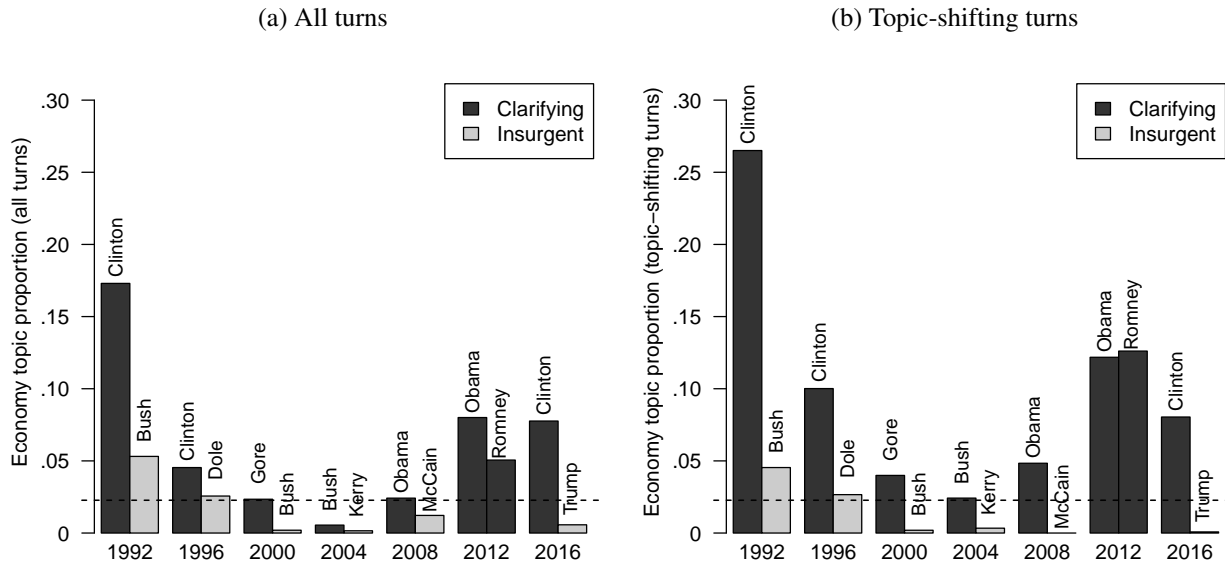 (a) All turns
Economy topic proportion (all turns)
.30
.25
.20
.15
.10
.05
0
Clarifying
Insurgent
Clinton
Bush
Clinton
Dole
Gore
Bush
Bush
Kerry
Obama
McCain
Obama
Romney
Clinton
Trump
1992 1996 2000 2004 2008 2012 2016
(b) Topic-shifting turns
Economy topic proportion (topic−shifting turns)
.30
.25
.20
.15
.10
.05
0
Clarifying
Insurgent
Clinton
Bush
Clinton
Dole
Gore
Bush
Bush
Kerry
Obama
McCain
Obama
Romney
Clinton
Trump
1992 1996 2000 2004 2008 2012 2016